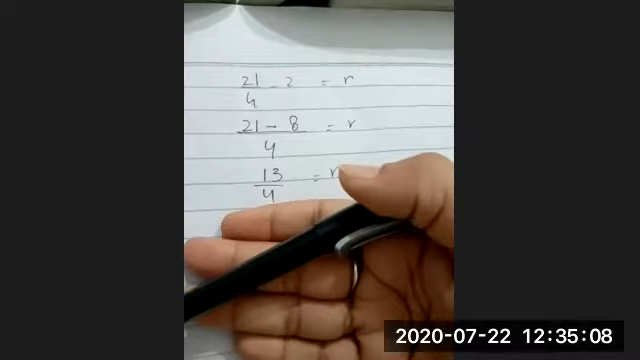 21/4 - 2 = r
21 - 8/4 = r
13/4 = r
2020-07-22 12:35:08